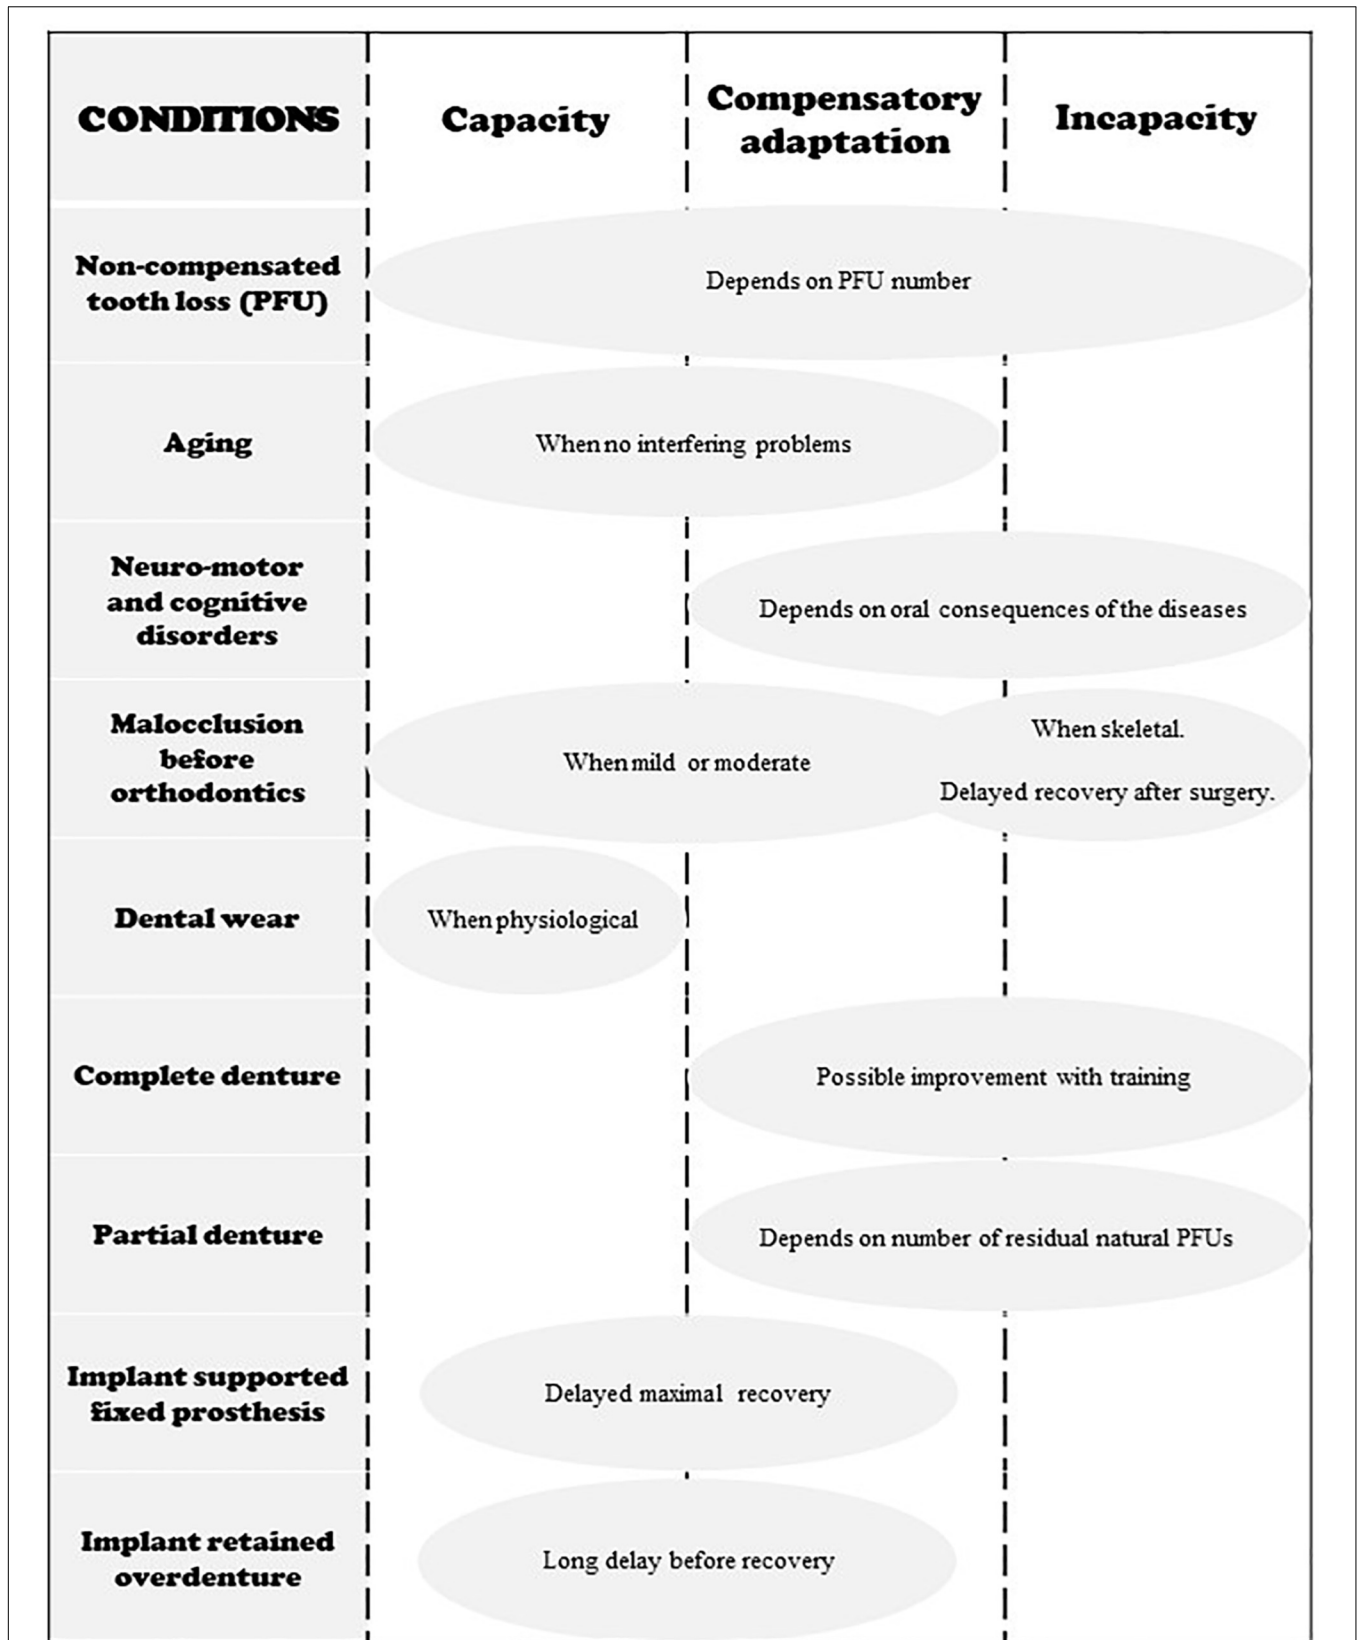 CONDITIONS
Capacity
Compensatory
adaptation
Incapacity
Non-compensated
tooth loss (PFU)
Depends on PFU number
Aging
When no interfering problems
Neuro-motor
and cognitive
disorders
Depends on oral consequences of the diseases
Malocclusion
before
orthodontics
When mild or moderate
When skeletal.
Delayed recovery after surgery.
Dental wear
When physiological
Complete denture
Possible improvement with training
Partial denture
Depends on number of residual natural PFUs
Implant supported
fixed prosthesis
Delayed maximal recovery
Implant retained
overdenture
Long delay before recovery